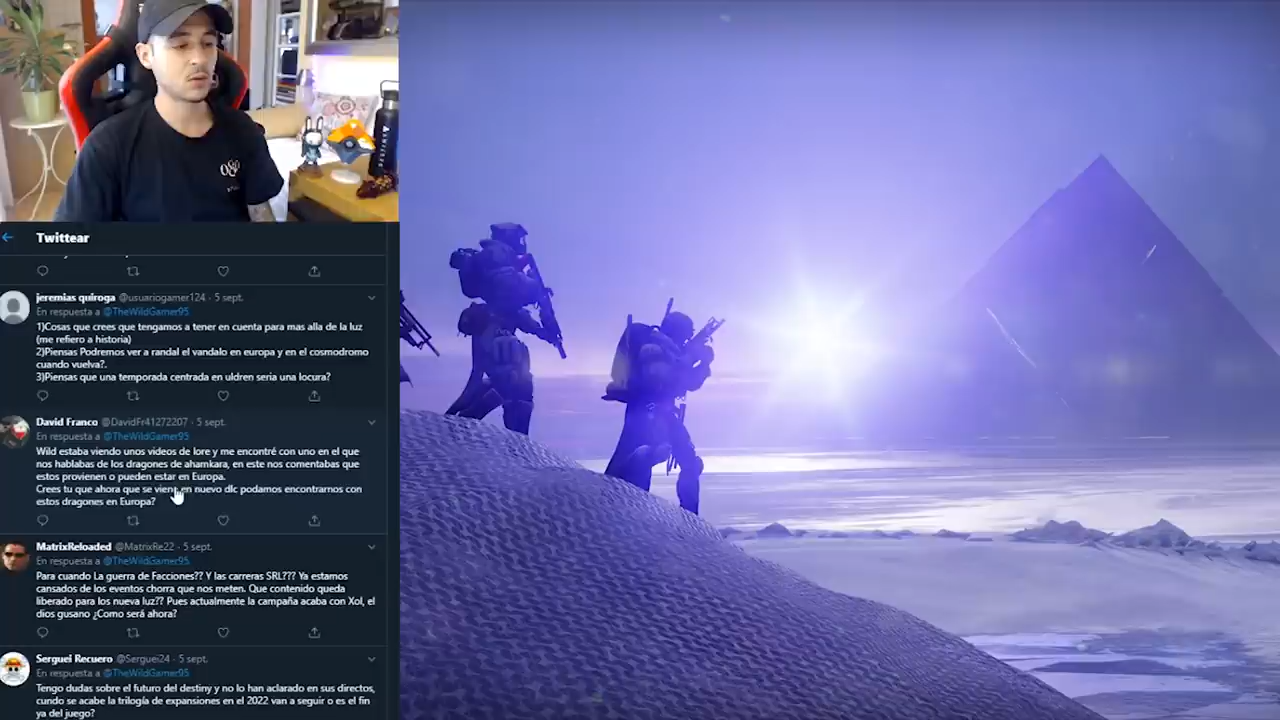 Twittear
jeremias quiroga @usuariogamer124 · 5 sept.
En respuesta a @TheWildGamer95
1)Cosas que crees que tengamos a tener en cuenta para mas alla de la luz
(me refiero a historia)
2)Piensas Podremos ver a randal el vandalo en europa y en el cosmodromo
cuando vuelva?.
3)Piensas que una temporada centrada en uldren seria una locura?
David Franco @DavidFr41272207 · 5 sept.
En respuesta a @TheWildGamer95
Wild estaba viendo unos videos de lore y me encontré con uno en el que
nos hablabas de los dragones de ahamkara, en este nos comentabas que
estos provienen o pueden estar en Europa.
Crees tu que ahora que se viene en nuevo dlc podamos encontrarnos con
estos dragones en Europa?
MatrixReloaded @MatrixRe22 · 5 sept.
En respuesta a @TheWildGamer95
Para cuando La guerra de Facciones?? Y las carreras SRL??? Ya estamos
cansados de los eventos chorra que nos meten. Que contenido queda
liberado para los nueva luz?? Pues actualmente la campaña acaba con Xol, el
dios gusano ¿Como será ahora?
Serguei Recuero @Serguei24 · 5 sept.
En respuesta a @TheWildGamer95
Tengo dudas sobre el futuro del destiny y no lo han aclarado en sus directos,
cundo se acabe la trilogía de expansiones en el 2022 van a seguir o es el fin
ya del juego?